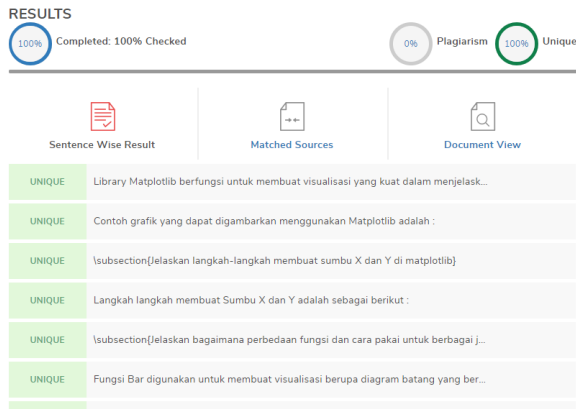 RESULTS
100% Completed: 100% Checked 0% Plagiarism 100% Unique
Sentence Wise Result Matched Sources Document View
UNIQUE Library Matplotlib berfungsi untuk membuat visualisasi yang kuat dalam menjelask...
UNIQUE Contoh grafik yang dapat digambarkan menggunakan Matplotlib adalah :
UNIQUE \subsection{Jelaskan langkah-langkah membuat sumbu X dan Y di matplotlib}
UNIQUE Langkah langkah membuat Sumbu X dan Y adalah sebagai berikut :
UNIQUE \subsection{Jelaskan bagaimana perbedaan fungsi dan cara pakai untuk berbagai j...
UNIQUE Fungsi Bar digunakan untuk membuat visualisasi berupa diagram batang yang ber...